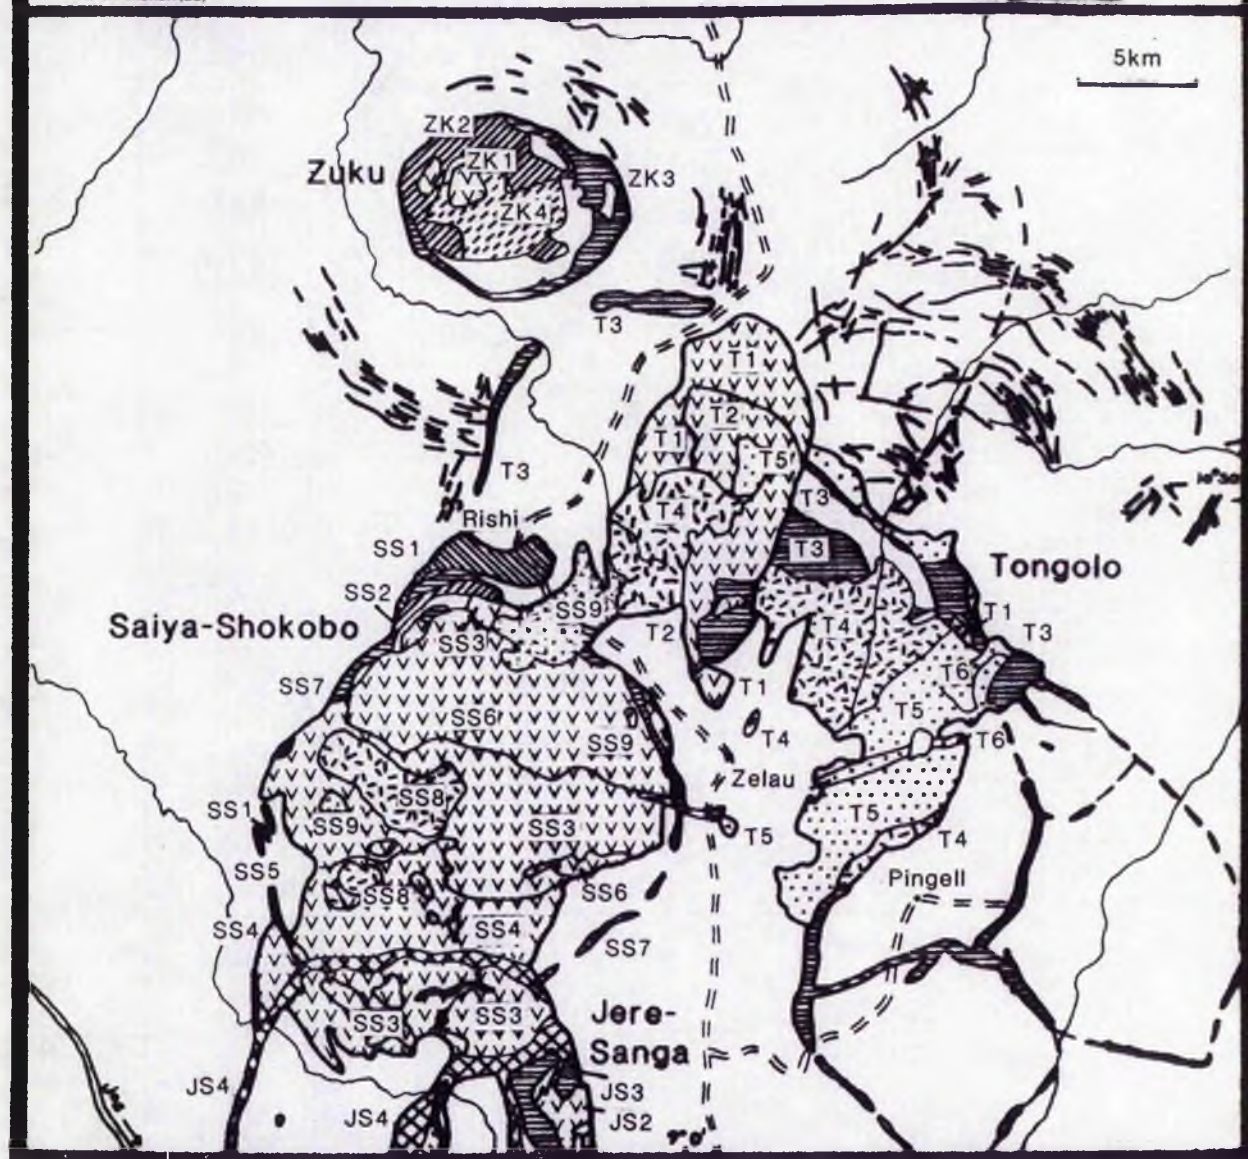 5km
ZK2
ZK1
Zuku
ZK3
ZK4
T3
T1
T2
T1
T5
T3
T3
T4
Rishi
SS1
T3
Tongolo
SS2
SS9
T1
Saiya-Shokobo
SS3
T2
T4
T3
SS7
T1
T6
SS6
T5
SS9
T4
T6
Zelau
SS1
SS8
SS9
SS3
T5
T5
T4
SS5
SS8
SS6
Pingell
SS4
SS4
SS7
SS3
SS3
Jere-
Sanga
JS4
JS3
JS4
JS2